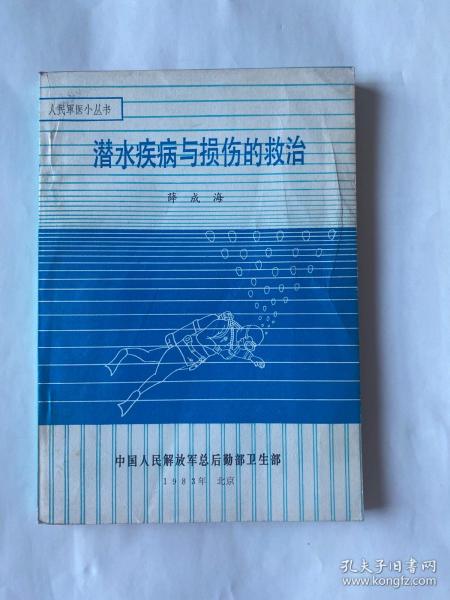 人民軍医小丛书
潜水疾病与损伤的救治
薛成海
中国人民解放军总后勤部卫生部
1983年 北京
孔夫子旧书网
www.kongfz.com